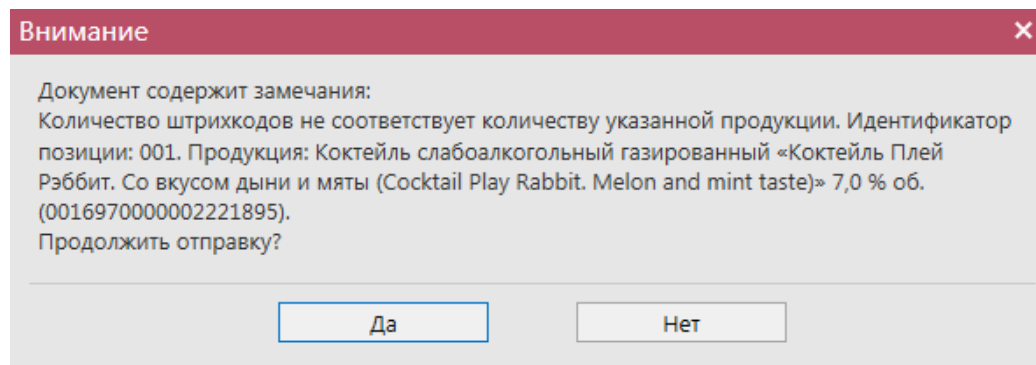 Внимание
Документ содержит замечания:
Количество штрихкодов не соответствует количеству указанной продукции. Идентификатор
позиции: 001. Продукция: Коктейль слабоалкогольный газированный «Коктейль Плей
Рэббит. Со вкусом дыни и мяты (Cocktail Play Rabbit. Melon and mint taste)» 7,0 % об.
(0016970000002221895).
Продолжить отправку?
Да
Нет